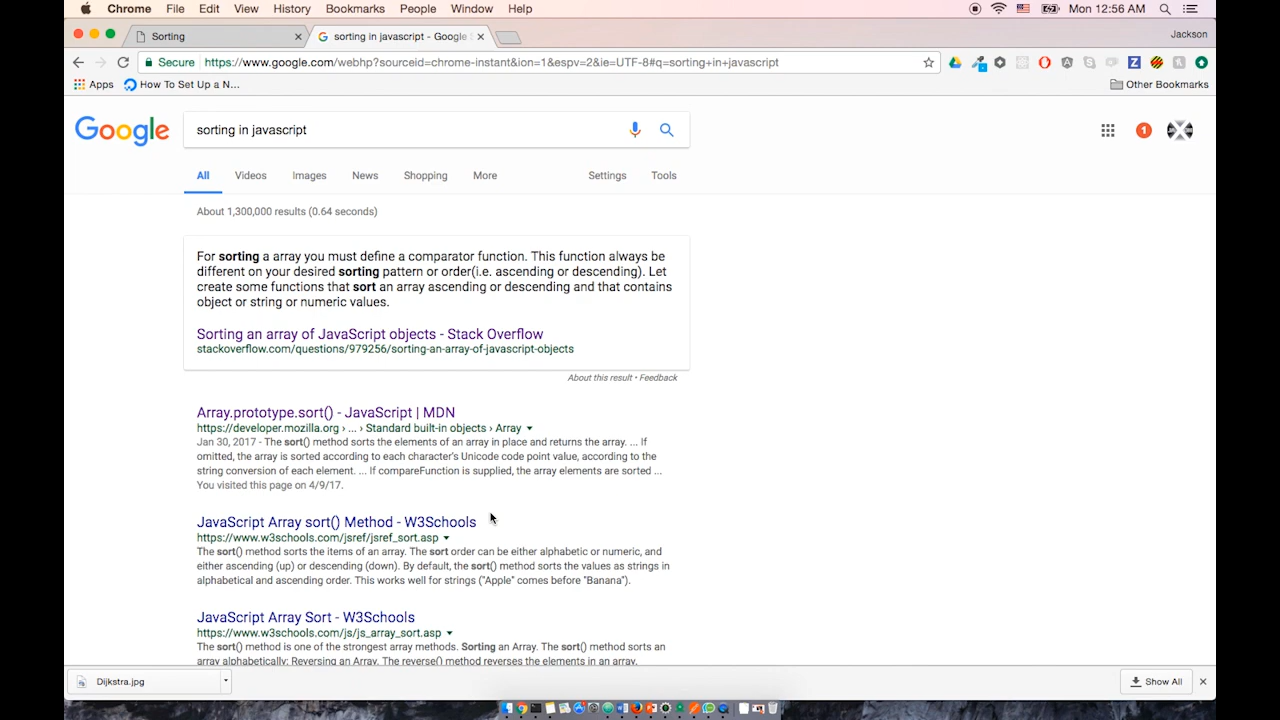 Chrome File Edit View History Bookmarks People Window Help Mon 12:56 AM
Sorting sorting in javascript - Google Jackson
Secure https://www.google.com/webhp?sourceid=chrome-instant&ion=1&espv=2&ie=UTF-8#q=sorting+in+javascript
Apps How To Set Up a N... Other Bookmarks
Google sorting in javascript 1
All Videos Images News Shopping More Settings Tools
About 1,300,000 results (0.64 seconds)
For sorting a array you must define a comparator function. This function always be
different on your desired sorting pattern or order(i.e. ascending or descending). Let
create some functions that sort an array ascending or descending and that contains
object or string or numeric values.
Sorting an array of JavaScript objects - Stack Overflow
stackoverflow.com/questions/979256/sorting-an-array-of-javascript-objects
About this result • Feedback
Array.prototype.sort() - JavaScript | MDN
https://developer.mozilla.org › ... › Standard built-in objects › Array
Jan 30, 2017 - The sort() method sorts the elements of an array in place and returns the array. ... If
omitted, the array is sorted according to each character's Unicode code point value, according to the
string conversion of each element. ... If compareFunction is supplied, the array elements are sorted ...
You visited this page on 4/9/17.
JavaScript Array sort() Method - W3Schools
https://www.w3schools.com/jsref/jsref_sort.asp
The sort() method sorts the items of an array. The sort order can be either alphabetic or numeric, and
either ascending (up) or descending (down). By default, the sort() method sorts the values as strings in
alphabetical and ascending order. This works well for strings ("Apple" comes before "Banana").
JavaScript Array Sort - W3Schools
https://www.w3schools.com/js/js_array_sort.asp
The sort() method is one of the strongest array methods. Sorting an Array. The sort() method sorts an
array alphabetically: Reversing an Array. The reverse() method reverses the elements in an array.
Dijkstra.jpg Show All